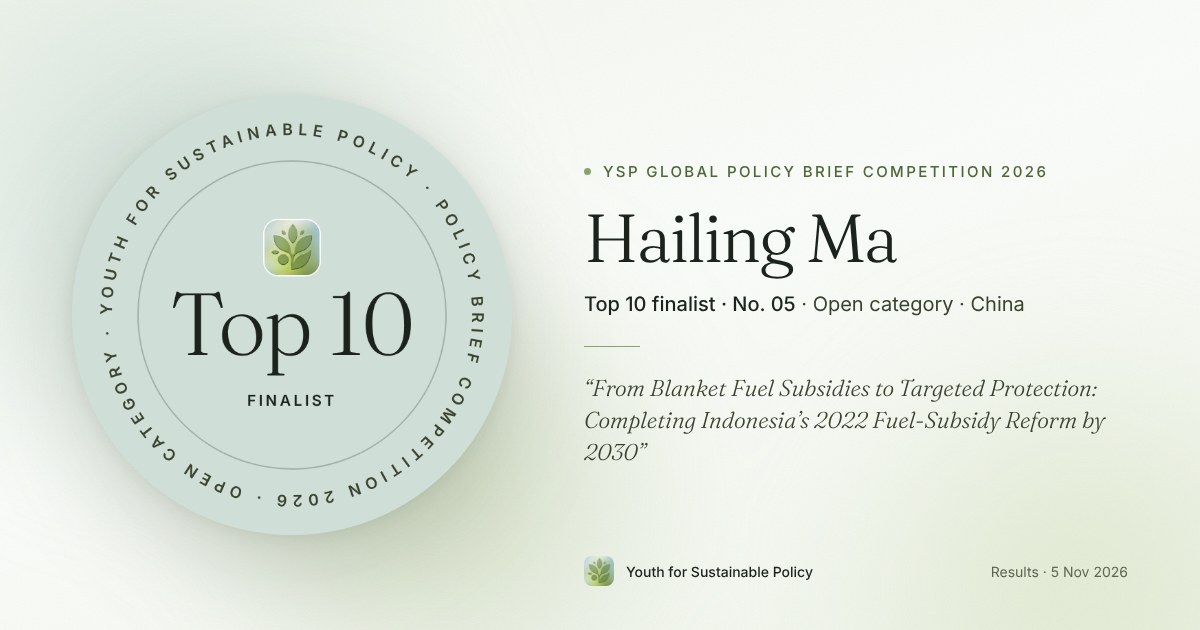 YOUTH FOR SUSTAINABLE POLICY · POLICY BRIEF COMPETITION 2026 · OPEN CATEGORY ·
Top 10
FINALIST
YSP GLOBAL POLICY BRIEF COMPETITION 2026
Hailing Ma
Top 10 finalist · No. 05 · Open category · China
“From Blanket Fuel Subsidies to Targeted Protection:
Completing Indonesia’s 2022 Fuel-Subsidy Reform by
2030”
Youth for Sustainable Policy
Results · 5 Nov 2026